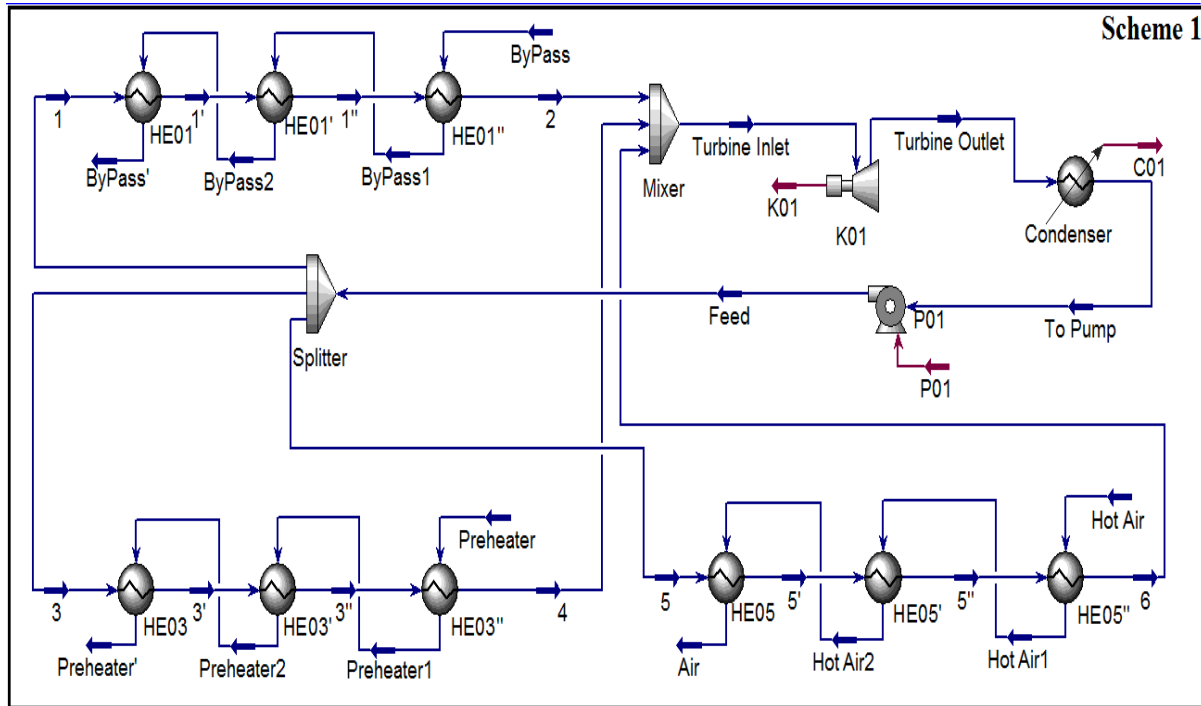 Scheme 1
ByPass
1
HE01
1'
HE01'
1"
HE01"
2
ByPass'
ByPass2
ByPass1
Mixer
Turbine Inlet
K01
K01
Turbine Outlet
C01
Condenser
Splitter
Feed
P01
To Pump
P01
Preheater
3
HE03
3'
HE03'
3"
HE03"
4
Preheater'
Preheater2
Preheater1
Hot Air
5
HE05
5'
HE05'
5"
HE05"
6
Air
Hot Air2
Hot Air1